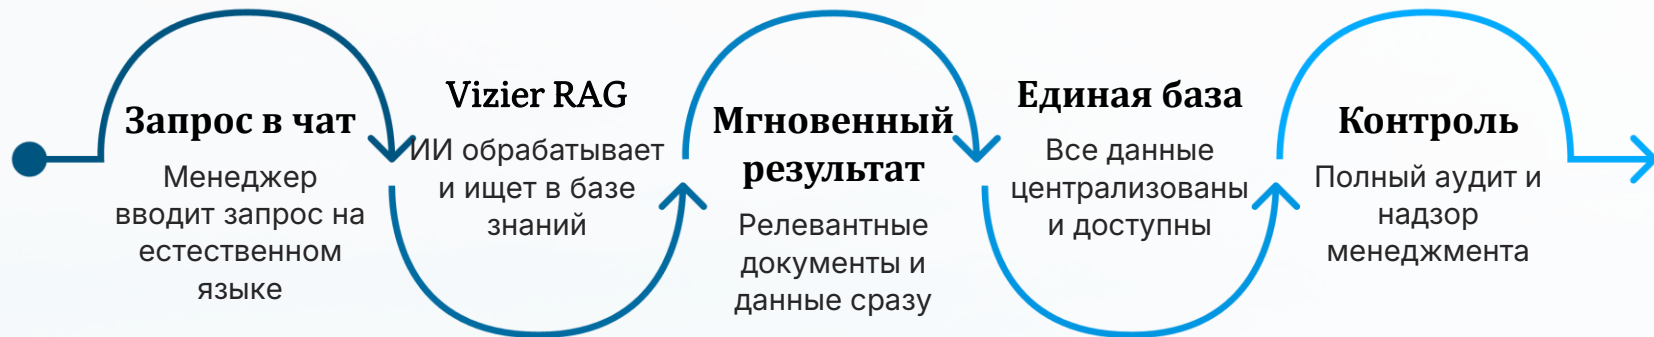 Запрос в чат
Менеджер
вводит запрос на
естественном
языке
Vizier RAG
ИИ обрабатывает
и ищет в базе
знаний
Мгновенный
результат
Релевантные
документы и
данные сразу
Единая база
Все данные
централизованы
и доступны
Контроль
Полный аудит и
надзор
менеджмента